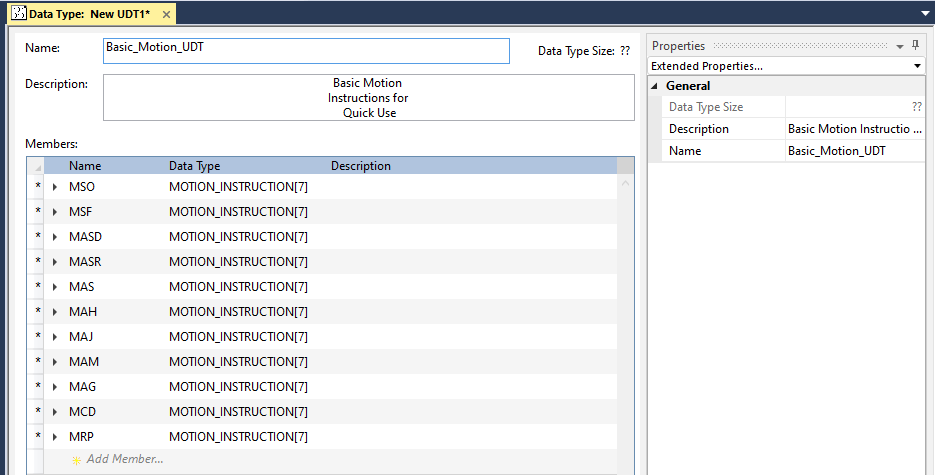 Data Type: New UDT1*
Name: Basic_Motion_UDT Data Type Size: ??
Description: Basic Motion
Instructions for
Quick Use
Members:
Name Data Type Description
* MSO MOTION_INSTRUCTION[7]
* MSF MOTION_INSTRUCTION[7]
* MASD MOTION_INSTRUCTION[7]
* MASR MOTION_INSTRUCTION[7]
* MAS MOTION_INSTRUCTION[7]
* MAH MOTION_INSTRUCTION[7]
* MAJ MOTION_INSTRUCTION[7]
* MAM MOTION_INSTRUCTION[7]
* MAG MOTION_INSTRUCTION[7]
* MCD MOTION_INSTRUCTION[7]
* MRP MOTION_INSTRUCTION[7]
Add Member...
Properties
Extended Properties...
General
Data Type Size ??
Description Basic Motion Instructio ...
Name Basic_Motion_UDT